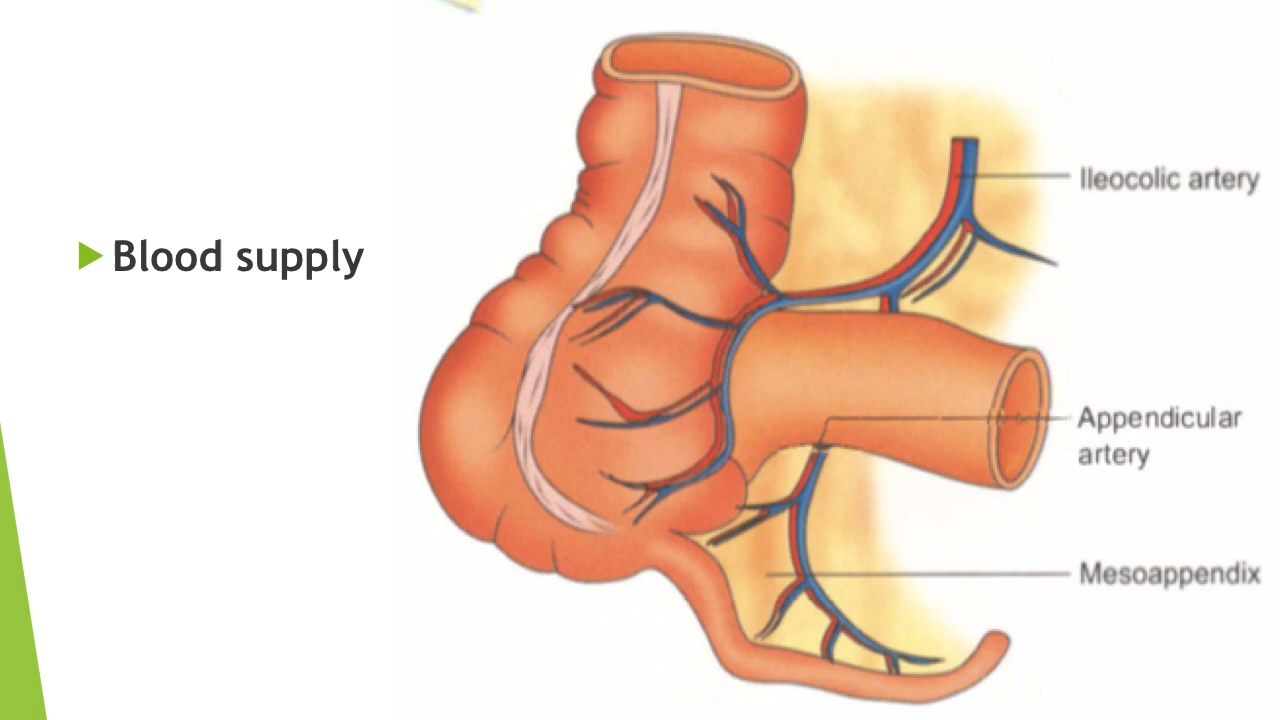 Blood supply
Ileocolic artery
Appendicular
artery
Mesoappendix